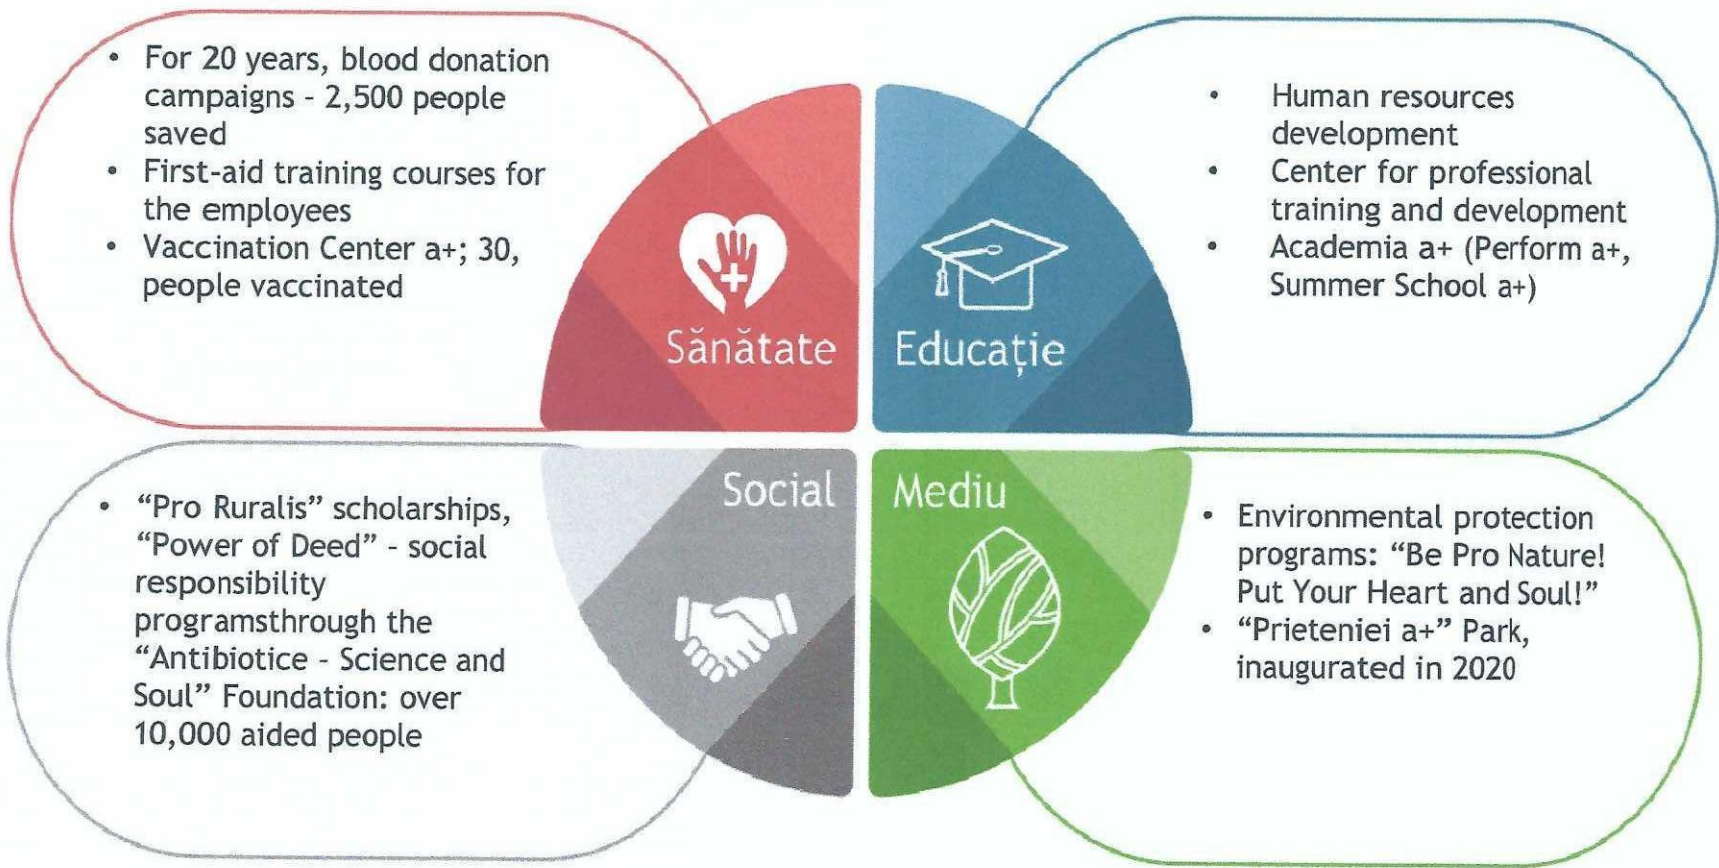 • For 20 years, blood donation
campaigns - 2,500 people
saved
• First-aid training courses for
the employees
• Vaccination Center a+; 30,
people vaccinated
Sănătate
• Human resources
development
• Center for professional
training and development
• Academia a+ (Perform a+,
Summer School a+)
Educație
• “Pro Ruralis” scholarships,
“Power of Deed” - social
responsibility
programsthrough the
“Antibiotice - Science and
Soul” Foundation: over
10,000 aided people
Social
Mediu
• Environmental protection
programs: “Be Pro Nature!
Put Your Heart and Soul!”
• “Prieteniei a+” Park,
inaugurated in 2020